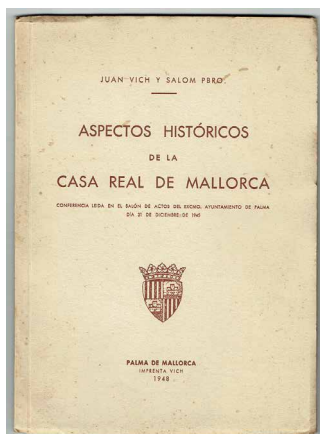 JUAN VICH Y SALOM PBRO.
ASPECTOS HISTÓRICOS
DE LA
CASA REAL DE MALLORCA
CONFERENCIA LEIDA EN EL SALÓN DE ACTOS DEL EXCMO. AYUNTAMIENTO DE PALMA
DIA 31 DE DICIEMBRE DE
PALMA DE MALLORCA
IMPRENTA VICH
1948